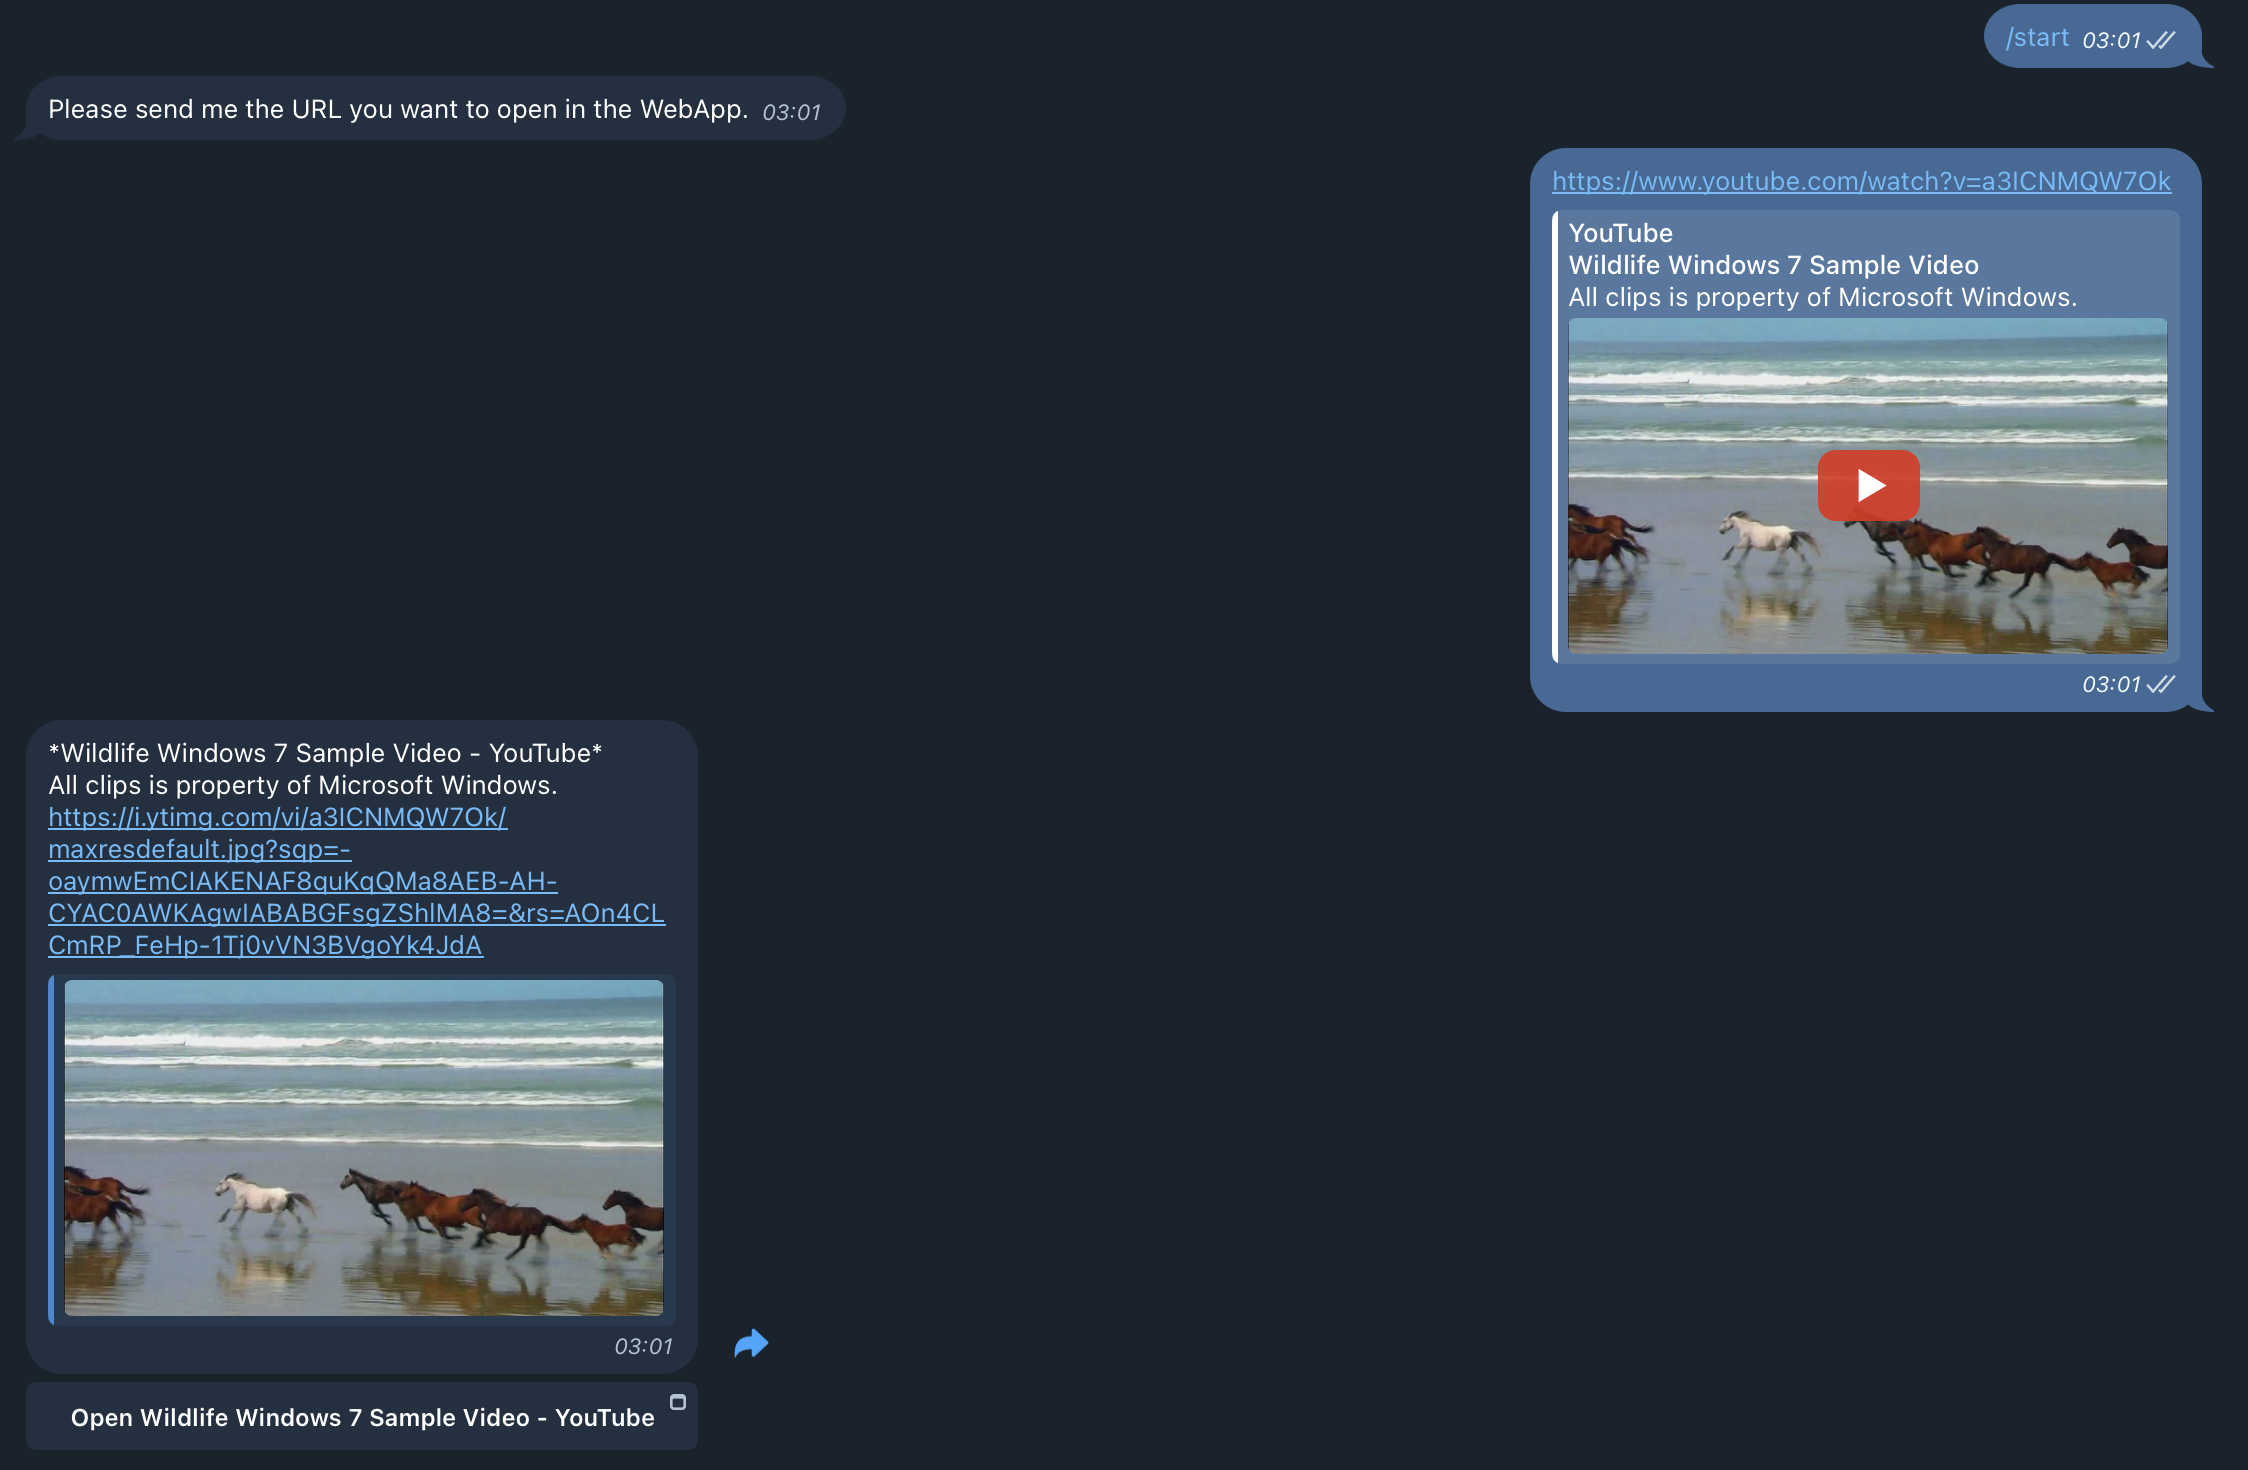 /start 03:01
Please send me the URL you want to open in the WebApp. 03:01
https://www.youtube.com/watch?v=a3ICNMQW7Ok
YouTube
Wildlife Windows 7 Sample Video
All clips is property of Microsoft Windows.
03:01
*Wildlife Windows 7 Sample Video - YouTube*
All clips is property of Microsoft Windows.
https://i.ytimg.com/vi/a3ICNMQW7Ok/
maxresdefault.jpg?sqp=-
oaymwEmCIAKENAF8quKqQMa8AEB-AH-
CYAC0AWKAgwIABABGFsgZShlMA8=&rs=AOn4CL
CmRP_FeHp-1Tj0vVN3BVgoYk4JdA
03:01
Open Wildlife Windows 7 Sample Video - YouTube